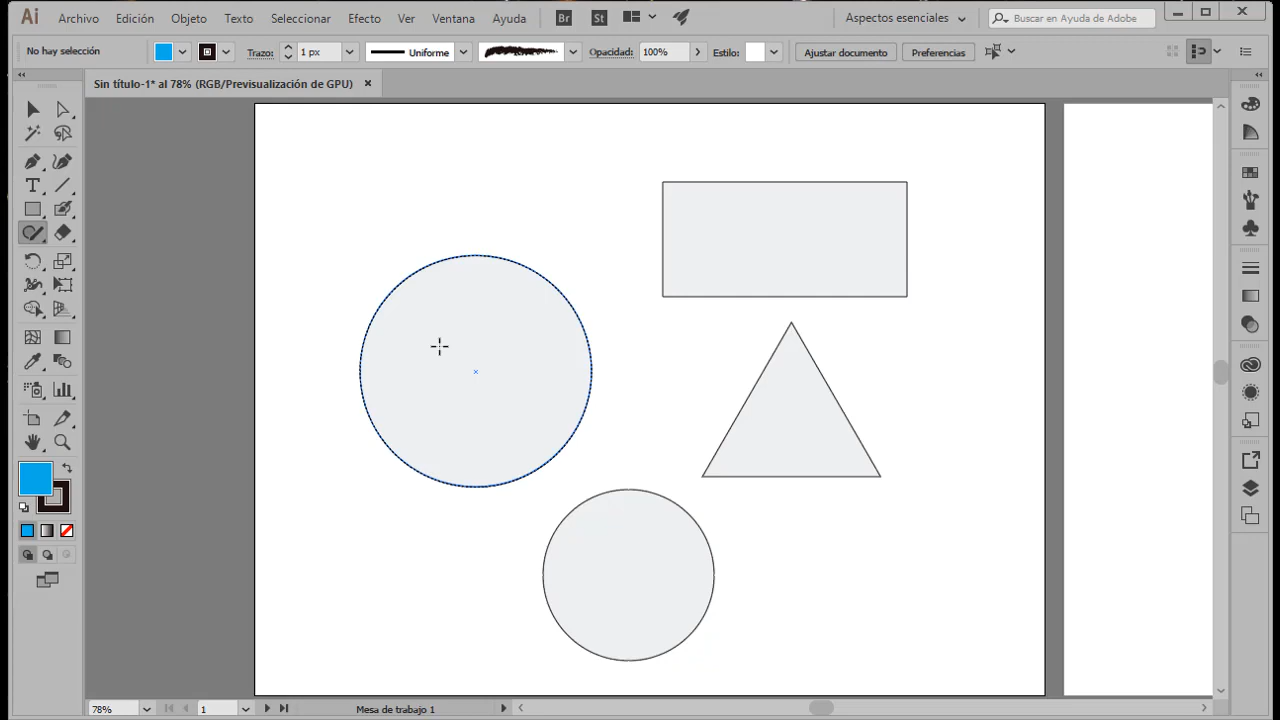 Ai Archivo Edición Objeto Texto Seleccionar Efecto Ver Ventana Ayuda Br St Aspectos esenciales Buscar en Ayuda de Adobe
No hay selección Trazo: 1 px Uniforme Opacidad: 100% Estilo: Ajustar documento Preferencias
Sin título-1* al 78% (RGB/Previsualización de GPU)
78% 1 Mesa de trabajo 1